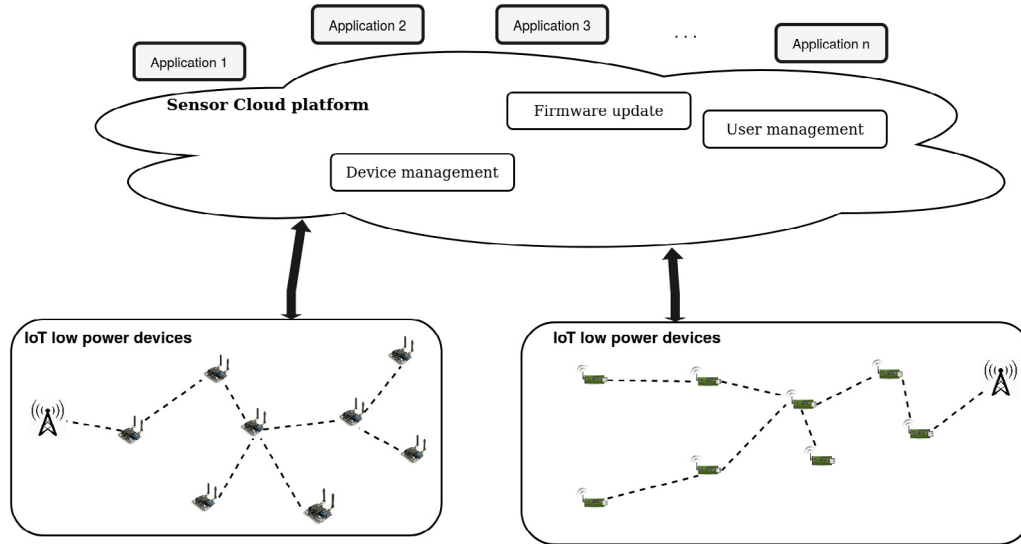 Application 1
Application 2
Application 3
. . .
Application n
Sensor Cloud platform
Firmware update
User management
Device management
IoT low power devices
IoT low power devices